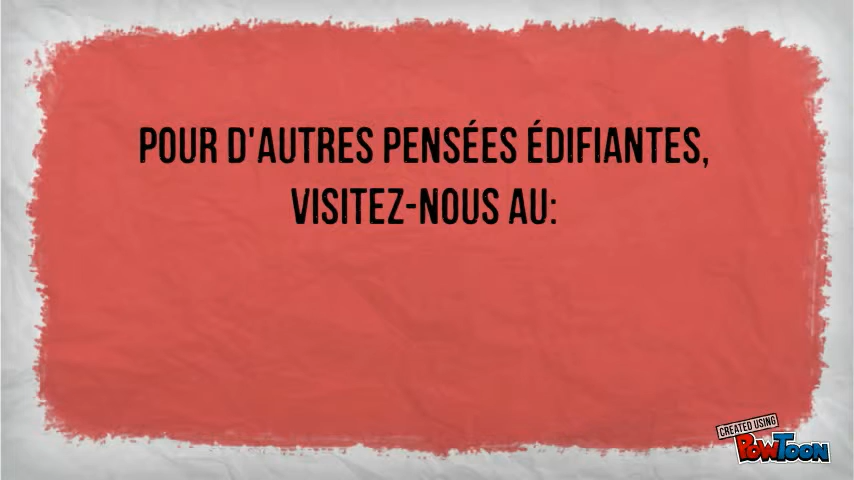 POUR D'AUTRES PENSÉES ÉDIFIANTES,
VISITEZ-NOUS AU:
CREATED USING
POWTOON